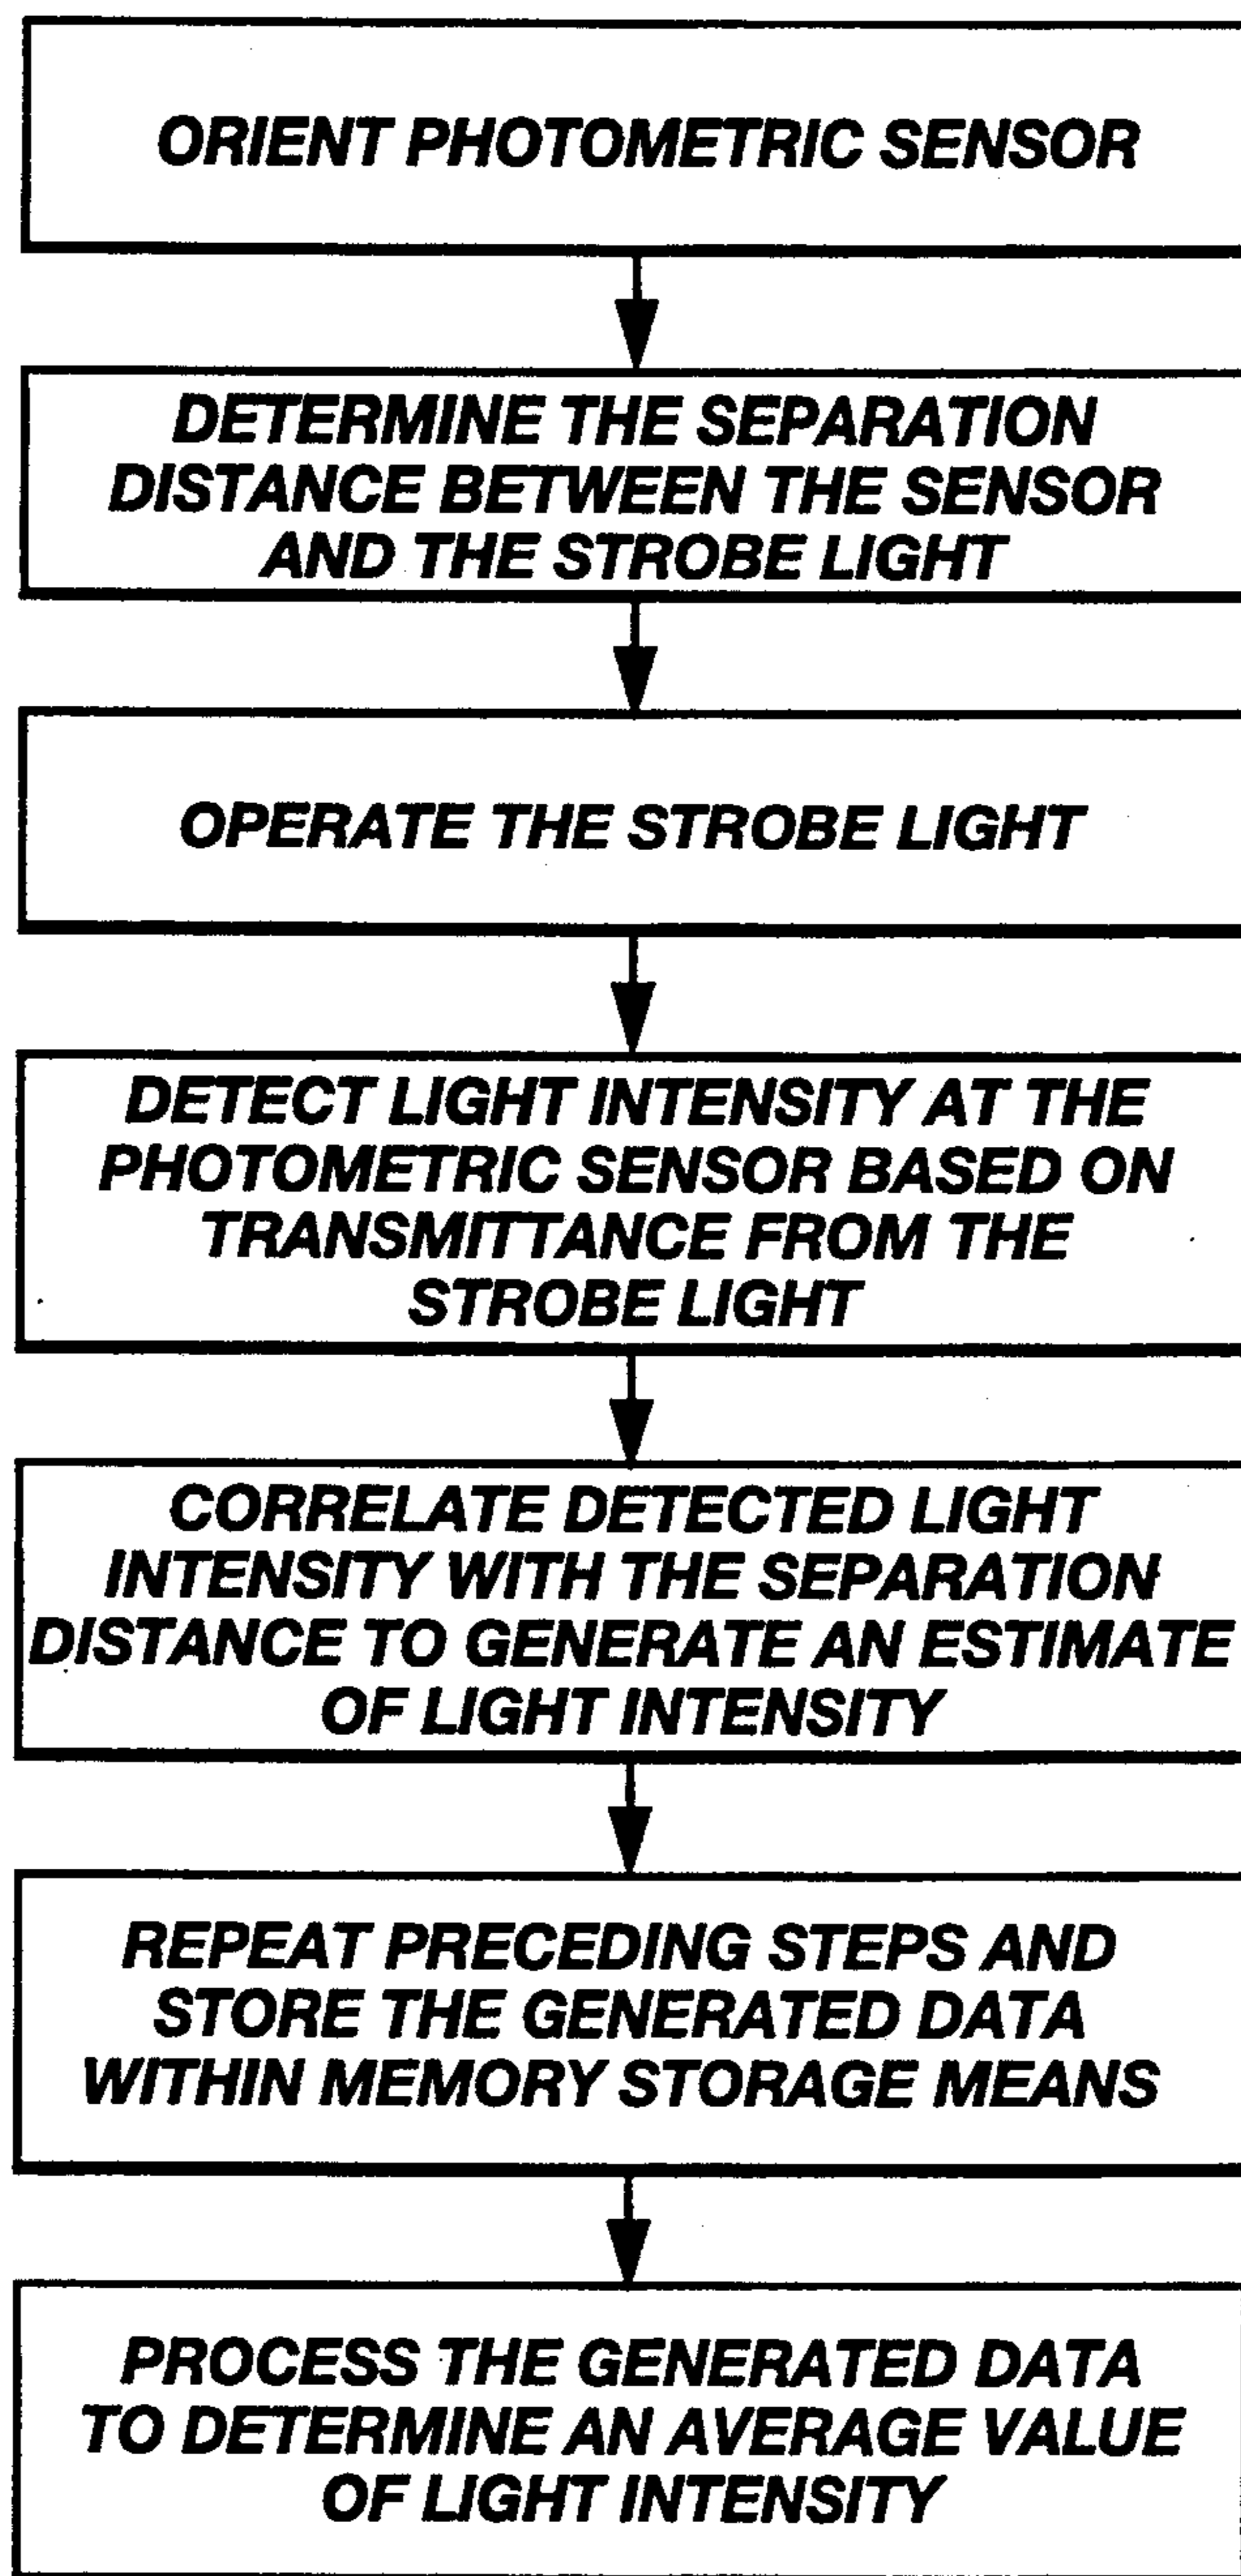 ORIENT PHOTOMETRIC SENSOR
DETERMINE THE SEPARATION
DISTANCE BETWEEN THE SENSOR
AND THE STROBE LIGHT
OPERATE THE STROBE LIGHT
DETECT LIGHT INTENSITY AT THE
PHOTOMETRIC SENSOR BASED ON
TRANSMITTANCE FROM THE
STROBE LIGHT
CORRELATE DETECTED LIGHT
INTENSITY WITH THE SEPARATION
DISTANCE TO GENERATE AN ESTIMATE
OF LIGHT INTENSITY
REPEAT PRECEDING STEPS AND
STORE THE GENERATED DATA
WITHIN MEMORY STORAGE MEANS
PROCESS THE GENERATED DATA
TO DETERMINE AN AVERAGE VALUE
OF LIGHT INTENSITY